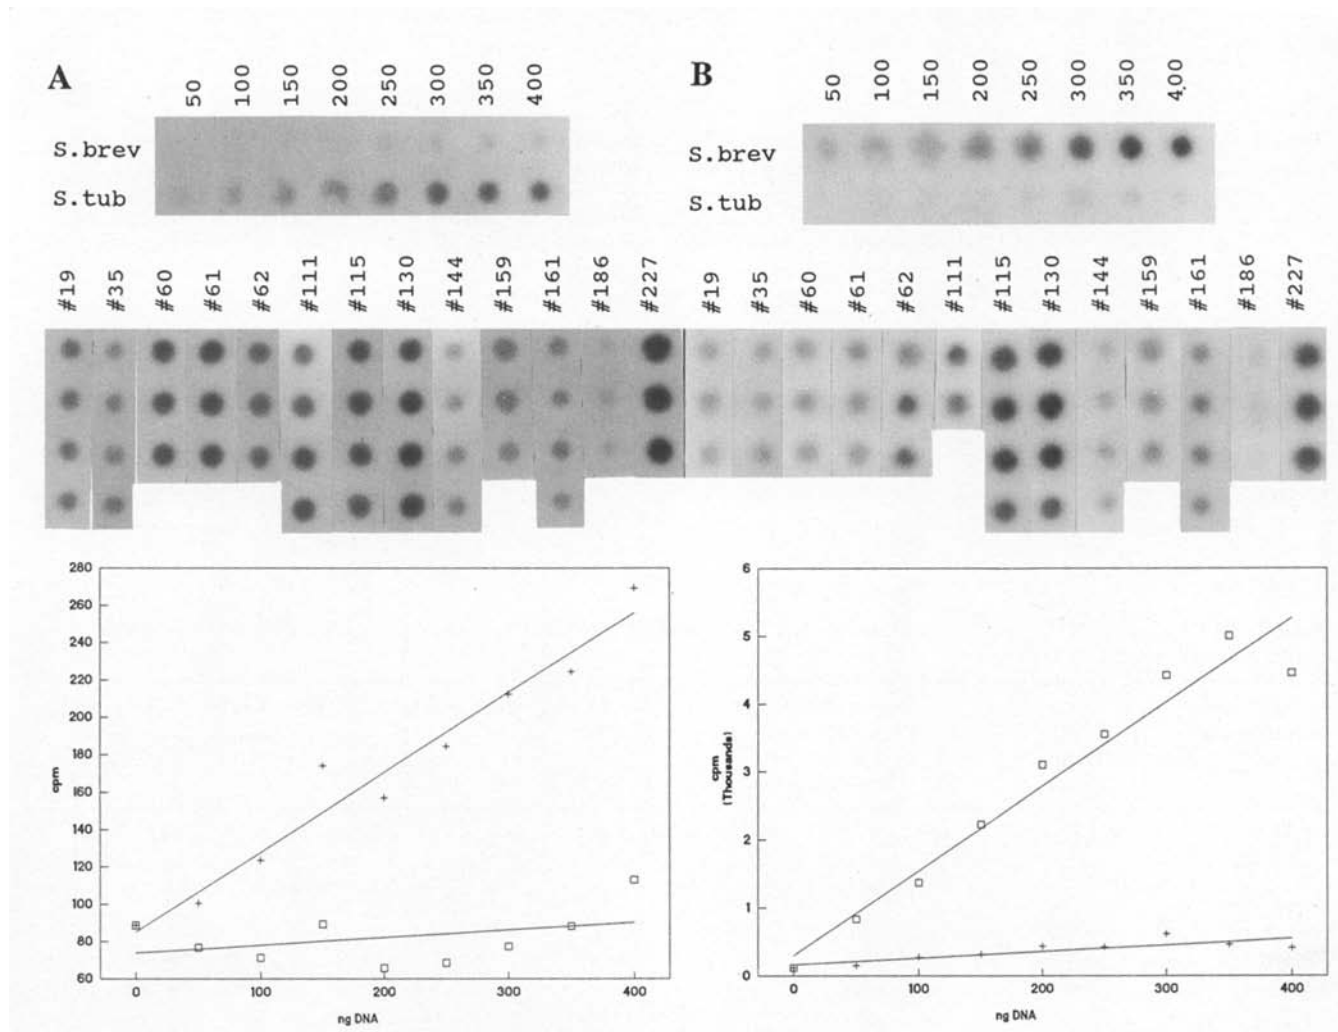 A
50 100 150 200 250 300 350 400
S.brev
S.tub
B
50 100 150 200 250 300 350 400
S.brev
S.tub
#19 #35 #60 #61 #62 #111 #115 #130 #144 #159 #161 #186 #227
#19 #35 #60 #61 #62 #111 #115 #130 #144 #159 #161 #186 #227
280
260
240
220
200
180
160
140
120
100
80
60
cpm
0 100 200 300 400
ng DNA
6
5
4
3
2
1
0
cpm
(Thousands)
0 100 200 300 400
ng DNA